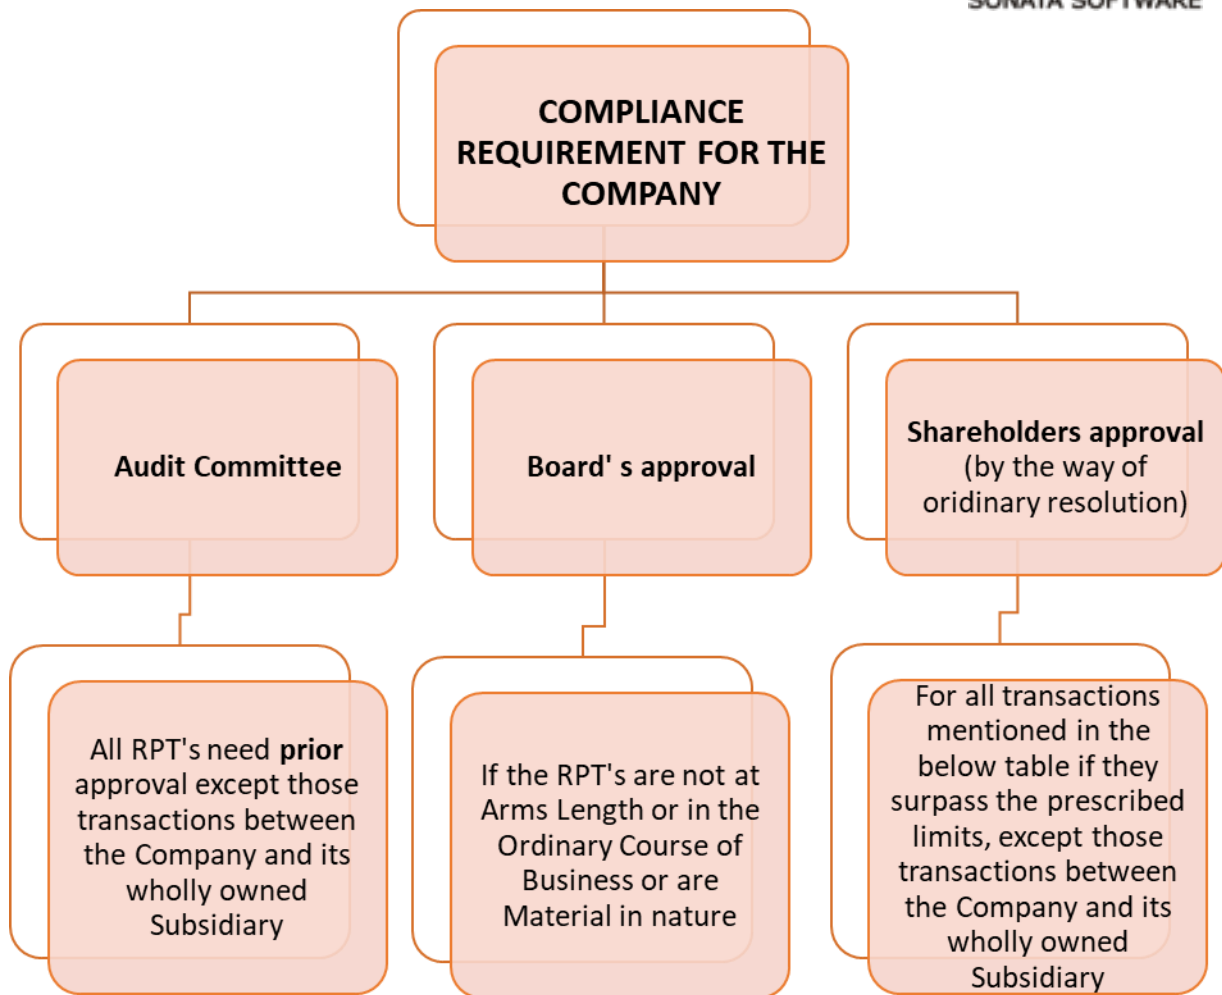 SONATA SOFTWARE
COMPLIANCE
REQUIREMENT FOR THE
COMPANY
Audit Committee
Board' s approval
Shareholders approval
(by the way of
oridinary resolution)
All RPT's need prior
approval except those
transactions between
the Company and its
wholly owned
Subsidiary
If the RPT's are not at
Arms Length or in the
Ordinary Course of
Business or are
Material in nature
For all transactions
mentioned in the
below table if they
surpass the prescribed
limits, except those
transactions between
the Company and its
wholly owned
Subsidiary